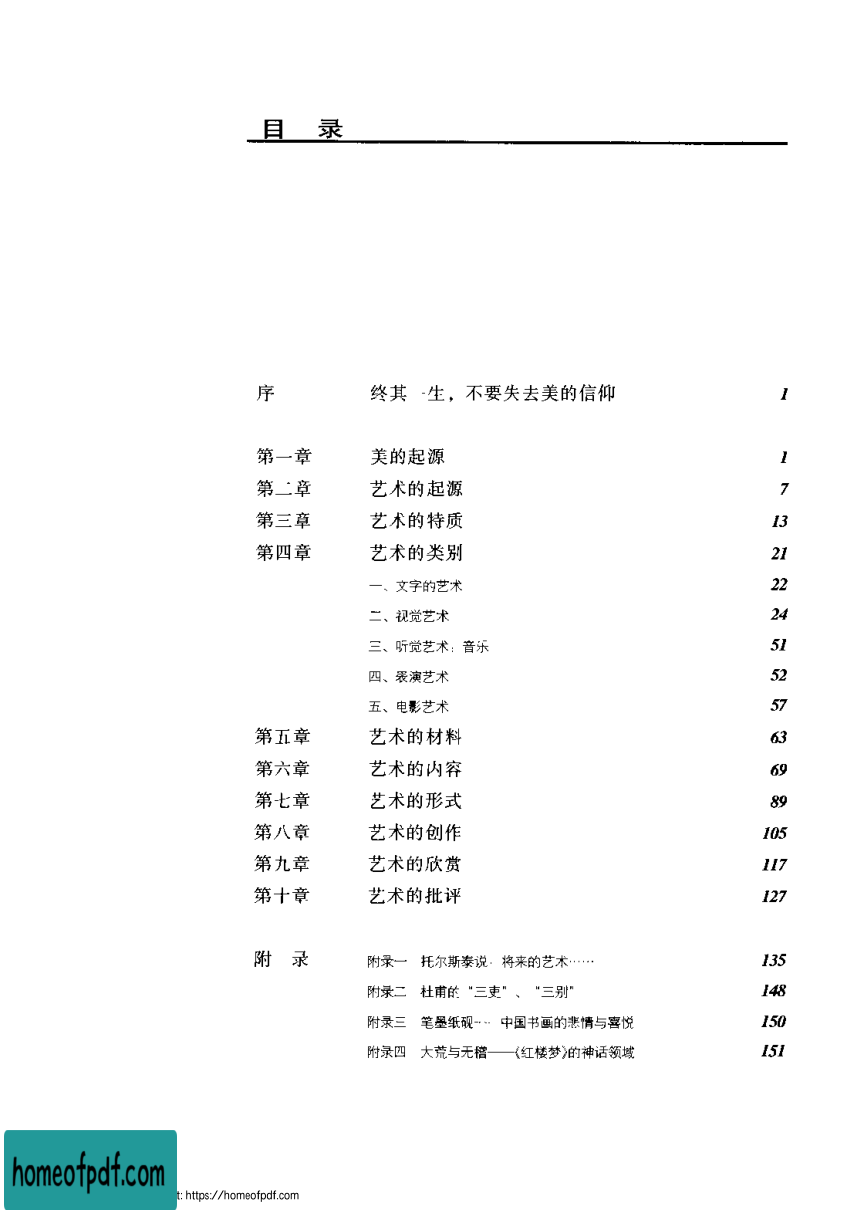 目 录
序 终其一生，不要失去美的信仰 1
第一章 美的起源 1
第二章 艺术的起源 7
第三章 艺术的特质 13
第四章 艺术的类别 21
一、文字的艺术 22
二、视觉艺术 24
三、听觉艺术：音乐 51
四、表演艺术 52
五、电影艺术 57
第五章 艺术的材料 63
第六章 艺术的内容 69
第七章 艺术的形式 89
第八章 艺术的创作 105
第九章 艺术的欣赏 117
第十章 艺术的批评 127
附 录 附录一 托尔斯泰说：将来的艺术…… 135
附录二 杜甫的“三吏”、“三别” 148
附录三 笔墨纸砚——中国书画的悲情与喜悦 150
附录四 大荒与无稽——《红楼梦》的神话领域 151
homeofpdf.com
t: https://homeofpdf.com